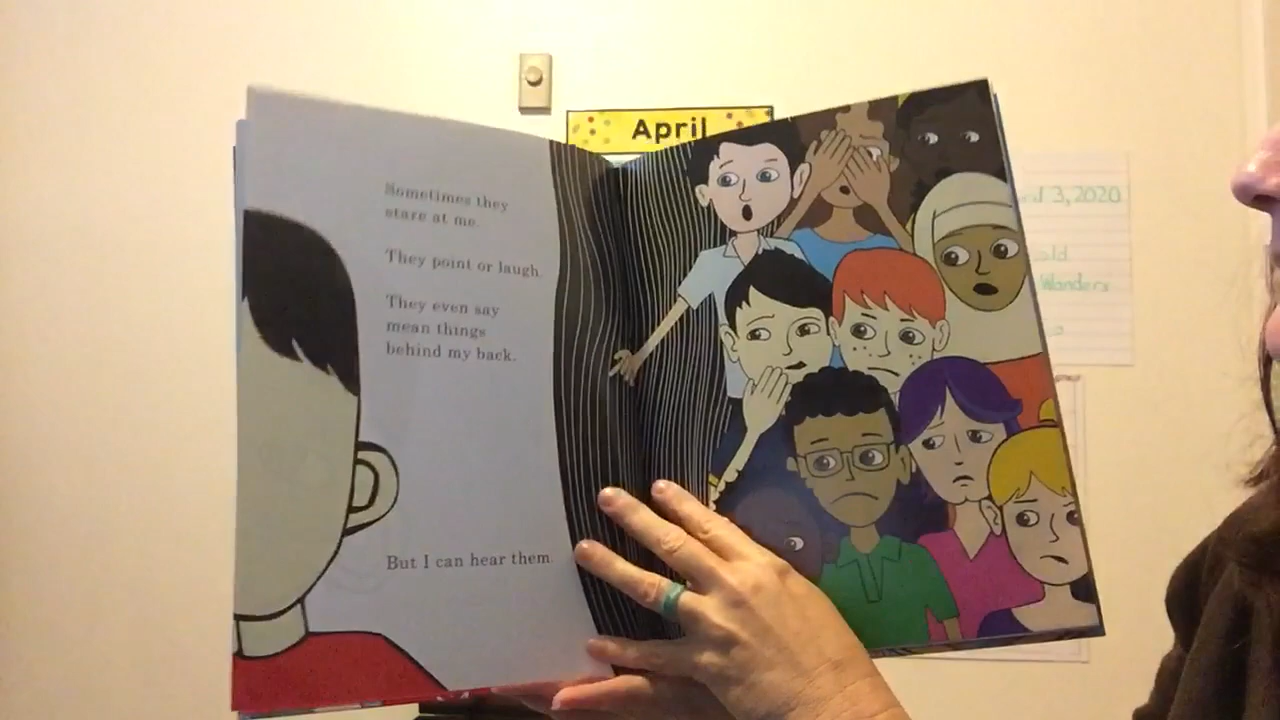 April
Sometimes they
stare at me.
They point or laugh.
They even say
mean things
behind my back.
But I can hear them.
3, 2020
Wonders